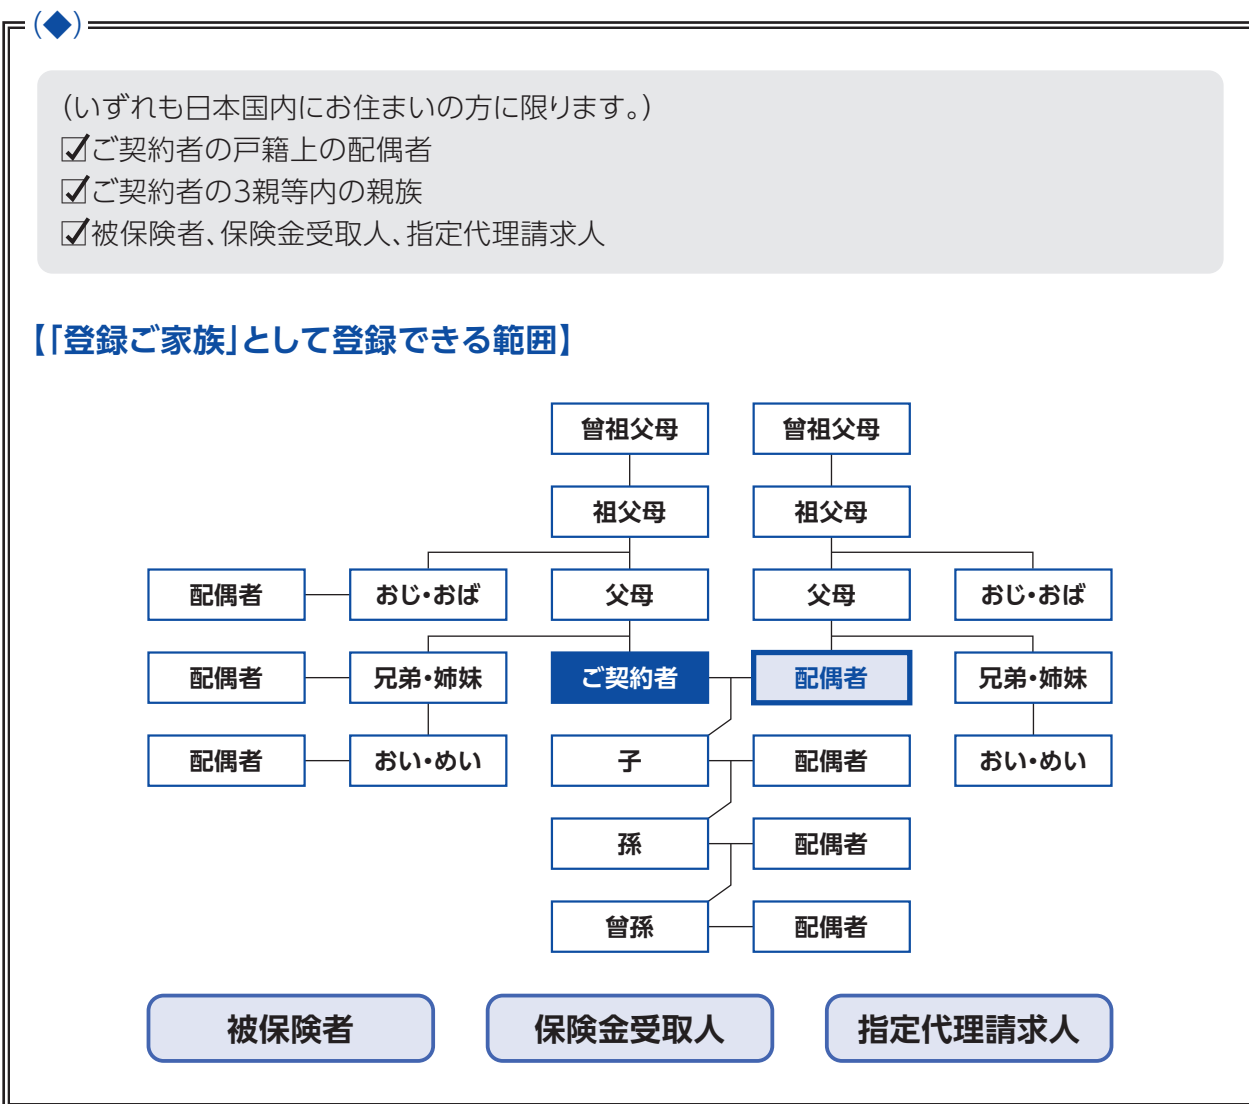 (◆)
(いずれも日本国内にお住まいの方に限ります。)
☑ご契約者の戸籍上の配偶者
☑ご契約者の3親等内の親族
☑被保険者、保険金受取人、指定代理請求人
【「登録ご家族」として登録できる範囲】
曾祖父母 曾祖父母
祖父母 祖父母
配偶者 おじ・おば 父母 父母 おじ・おば
配偶者 兄弟・姉妹 ご契約者 配偶者 兄弟・姉妹
配偶者 おい・めい 子 配偶者 おい・めい
孫 配偶者
曾孫 配偶者
被保険者 保険金受取人 指定代理請求人